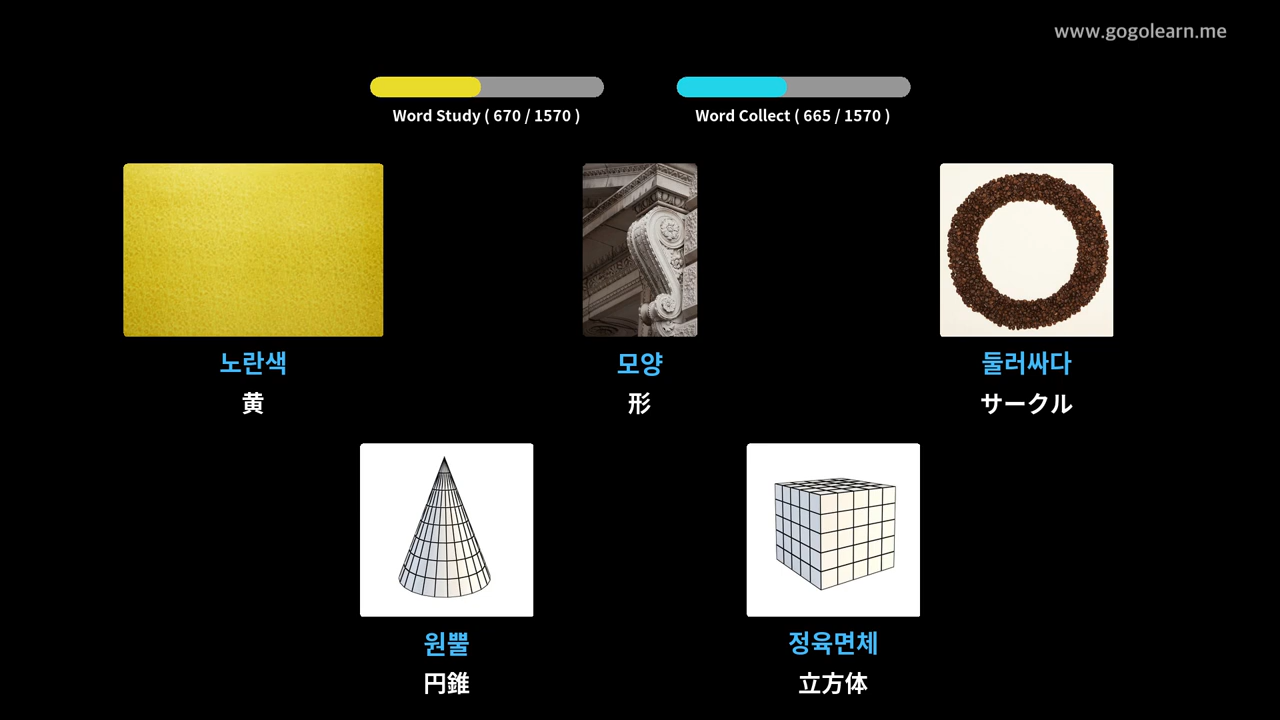 www.gogolearn.me
Word Study ( 670 / 1570 )
Word Collect ( 665 / 1570 )
노란색
黄
모양
形
둘러싸다
サークル
원뿔
円錐
정육면체
立方体